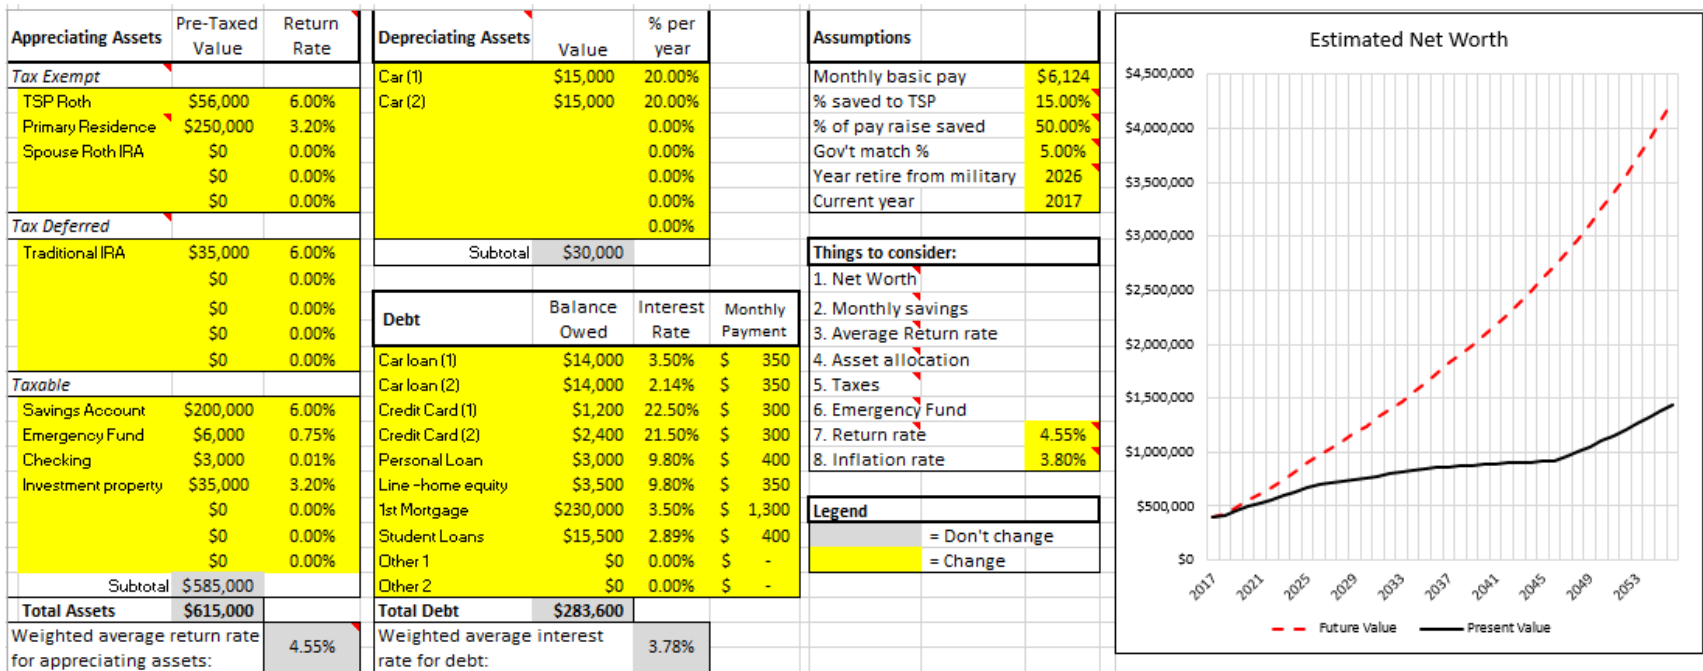 Appreciating Assets Pre-Taxed Value Return Rate
Tax Exempt
TSP Roth $56,000 6.00%
Primary Residence $250,000 3.20%
Spouse Roth IRA $0 0.00%
$0 0.00%
$0 0.00%
Tax Deferred
Traditional IRA $35,000 6.00%
$0 0.00%
$0 0.00%
$0 0.00%
$0 0.00%
Taxable
Savings Account $200,000 6.00%
Emergency Fund $6,000 0.75%
Checking $3,000 0.01%
Investment property $35,000 3.20%
$0 0.00%
$0 0.00%
$0 0.00%
Subtotal $585,000
Total Assets $615,000
Weighted average return rate
for appreciating assets: 4.55%
Depreciating Assets Value % per year
Car (1) $15,000 20.00%
Car (2) $15,000 20.00%
0.00%
0.00%
0.00%
0.00%
0.00%
Subtotal $30,000
Debt Balance Owed Interest Rate Monthly Payment
Car loan (1) $14,000 3.50% $ 350
Car loan (2) $14,000 2.14% $ 350
Credit Card (1) $1,200 22.50% $ 300
Credit Card (2) $2,400 21.50% $ 300
Personal Loan $3,000 9.80% $ 400
Line -home equity $3,500 9.80% $ 350
1st Mortgage $230,000 3.50% $ 1,300
Student Loans $15,500 2.89% $ 400
Other 1 $0 0.00% $ -
Other 2 $0 0.00% $ -
Total Debt $283,600
Weighted average interest
rate for debt: 3.78%
Assumptions
Monthly basic pay $6,124
% saved to TSP 15.00%
% of pay raise saved 50.00%
Gov't match % 5.00%
Year retire from military 2026
Current year 2017
Things to consider:
1. Net Worth
2. Monthly savings
3. Average Return rate
4. Asset allocation
5. Taxes
6. Emergency Fund
7. Return rate 4.55%
8. Inflation rate 3.80%
Legend
= Don't change
= Change
Estimated Net Worth
$4,500,000
$4,000,000
$3,500,000
$3,000,000
$2,500,000
$2,000,000
$1,500,000
$1,000,000
$500,000
$0
2017 2021 2025 2029 2033 2037 2041 2045 2049 2053
Future Value Present Value